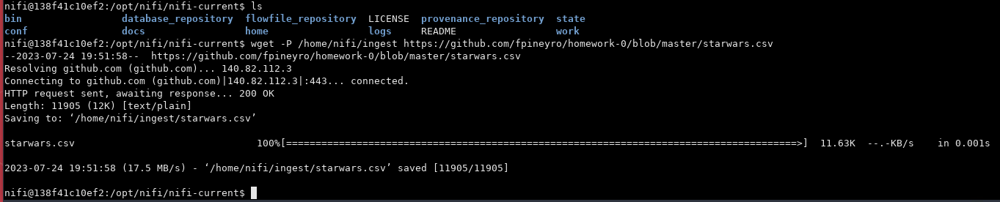 nifi@138f41c10ef2:/opt/nifi/nifi-current$ ls
bin database_repository flowfile_repository LICENSE provenance_repository state
conf docs home logs README work
nifi@138f41c10ef2:/opt/nifi/nifi-current$ wget -P /home/nifi/ingest https://github.com/fpineyro/homework-0/blob/master/starwars.csv
--2023-07-24 19:51:58-- https://github.com/fpineyro/homework-0/blob/master/starwars.csv
Resolving github.com (github.com)... 140.82.112.3
Connecting to github.com (github.com)|140.82.112.3|:443... connected.
HTTP request sent, awaiting response... 200 OK
Length: 11905 (12K) [text/plain]
Saving to: ‘/home/nifi/ingest/starwars.csv’
starwars.csv 100%[=======================================================================================>] 11.63K --.-KB/s in 0.001s
2023-07-24 19:51:58 (17.5 MB/s) - ‘/home/nifi/ingest/starwars.csv’ saved [11905/11905]
nifi@138f41c10ef2:/opt/nifi/nifi-current$